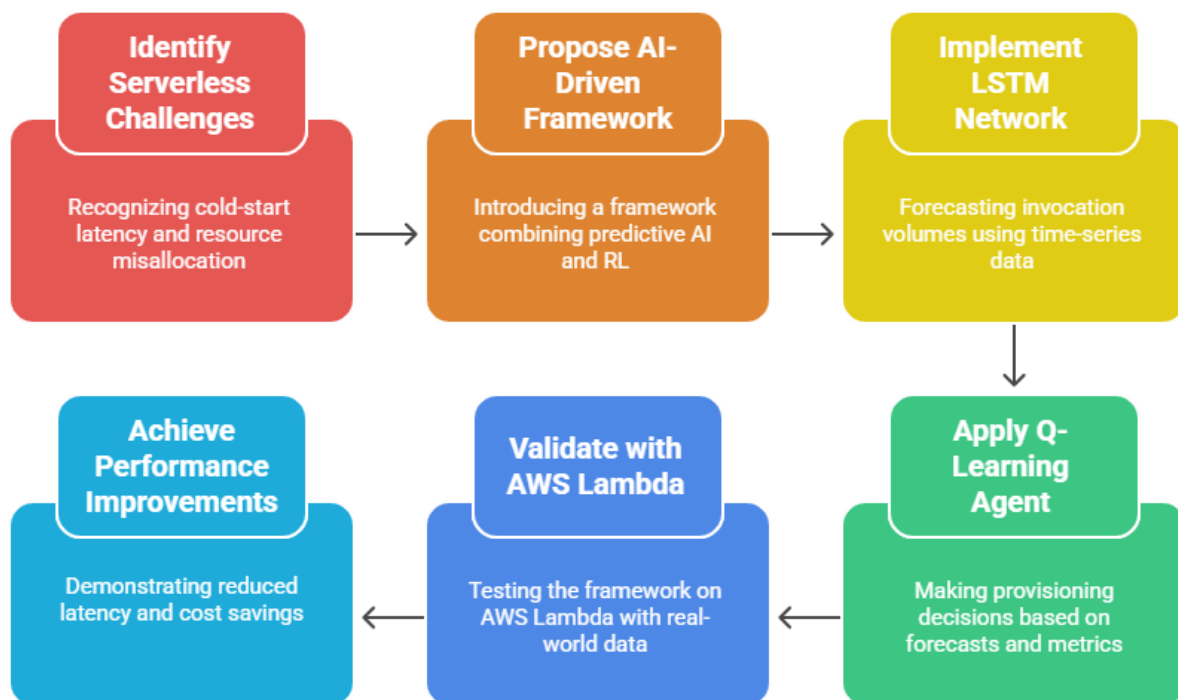 Identify
Serverless
Challenges
Recognizing cold-start
latency and resource
misallocation
Propose AI-
Driven
Framework
Introducing a framework
combining predictive AI
and RL
Implement
LSTM
Network
Forecasting invocation
volumes using time-series
data
Apply Q-
Learning
Agent
Making provisioning
decisions based on
forecasts and metrics
Validate with
AWS Lambda
Testing the framework on
AWS Lambda with real-
world data
Achieve
Performance
Improvements
Demonstrating reduced
latency and cost savings